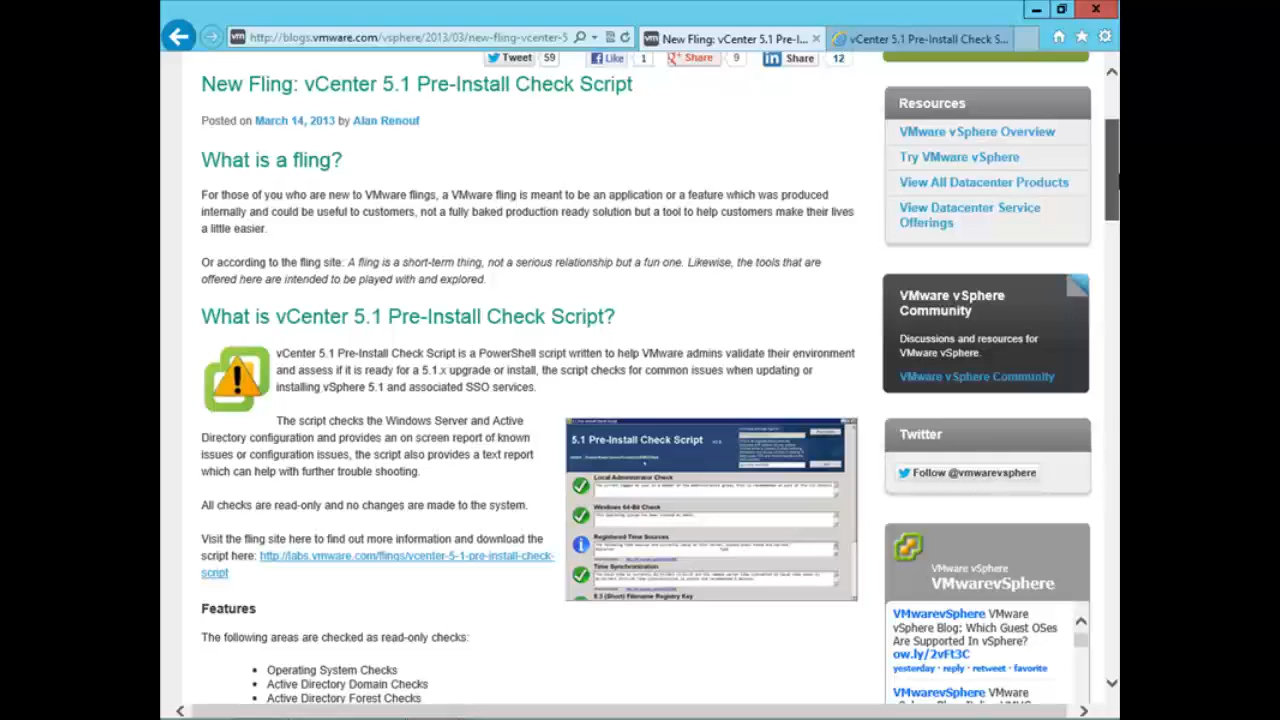 vm http://blogs.vmware.com/vsphere/2013/03/new-fling-vcenter-5
New Fling: vCenter 5.1 Pre-I...
vCenter 5.1 Pre-Install Check S...
Tweet 59 Like 1 Share 9 in Share 12
New Fling: vCenter 5.1 Pre-Install Check Script
Posted on March 14, 2013 by Alan Renouf
What is a fling?
For those of you who are new to VMware flings, a VMware fling is meant to be an application or a feature which was produced
internally and could be useful to customers, not a fully baked production ready solution but a tool to help customers make their lives
a little easier.
Or according to the fling site: A fling is a short-term thing, not a serious relationship but a fun one. Likewise, the tools that are
offered here are intended to be played with and explored.
What is vCenter 5.1 Pre-Install Check Script?
vCenter 5.1 Pre-Install Check Script is a PowerShell script written to help VMware admins validate their environment
and assess if it is ready for a 5.1.x upgrade or install, the script checks for common issues when updating or
installing vSphere 5.1 and associated SSO services.
The script checks the Windows Server and Active
Directory configuration and provides an on screen report of known
issues or configuration issues, the script also provides a text report
which can help with further trouble shooting.
All checks are read-only and no changes are made to the system.
Visit the fling site here to find out more information and download the
script here: http://labs.vmware.com/flings/vcenter-5-1-pre-install-check-
script
5.1 Pre-Install Check Script
Local Administrator Check
Windows 64-Bit Check
Registered Time Sources
Time Synchronization
8.3 (Short) Filename Registry Key
Features
The following areas are checked as read-only checks:
• Operating System Checks
• Active Directory Domain Checks
• Active Directory Forest Checks
Resources
VMware vSphere Overview
Try VMware vSphere
View All Datacenter Products
View Datacenter Service
Offerings
VMware vSphere
Community
Discussions and resources for
VMware vSphere.
VMware vSphere Community
Twitter
Follow @vmwarevsphere
VMware vSphere
VMwarevSphere
VMwarevSphere VMware
vSphere Blog: Which Guest OSes
Are Supported In vSphere?
ow.ly/2vFt3C
yesterday · reply · retweet · favorite
VMwarevSphere VMware